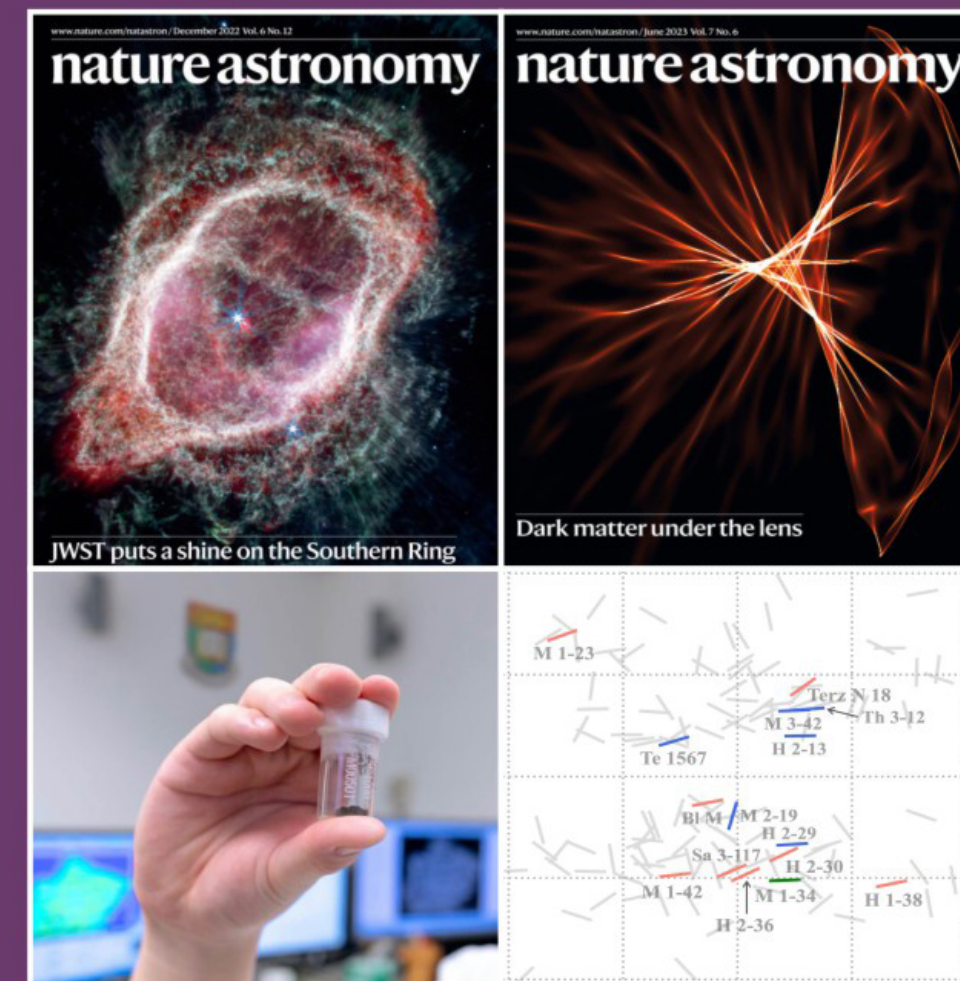 www.nature.com/natastron / December 2022 Vol. 6 No. 12
nature astronomy
JWST puts a shine on the Southern Ring
www.nature.com/natastron / June 2023 Vol. 7 No. 6
nature astronomy
Dark matter under the lens
M 1-23
Terz N 18
Th 3-12
M 3-42
H 2-13
Te 1567
Bl M
M 2-19
H 2-29
Sa 3-117
H 2-30
M 1-42
M 1-34
H 1-38
H 2-36